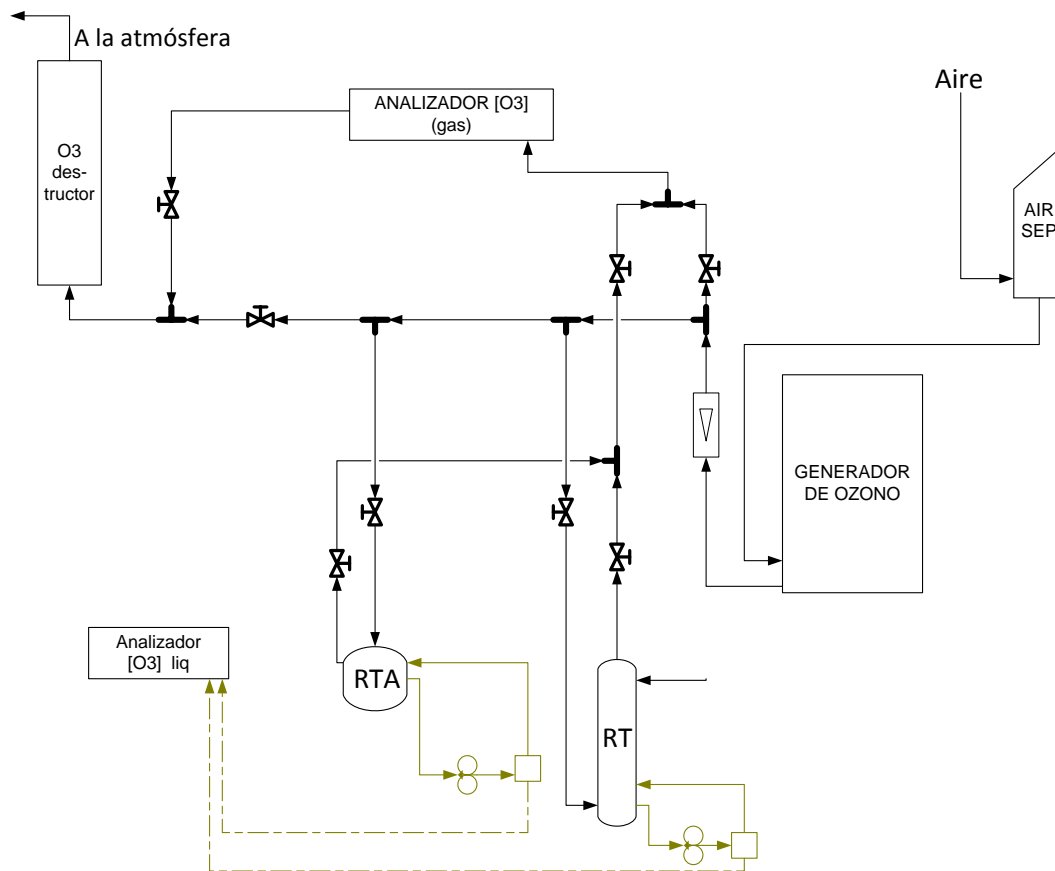 A la atmósfera
Aire
ANALIZADOR [O3]
(gas)
O3
des-
tructor
AIR
SEP
GENERADOR
DE OZONO
Analizador
[O3] liq
RTA
RT